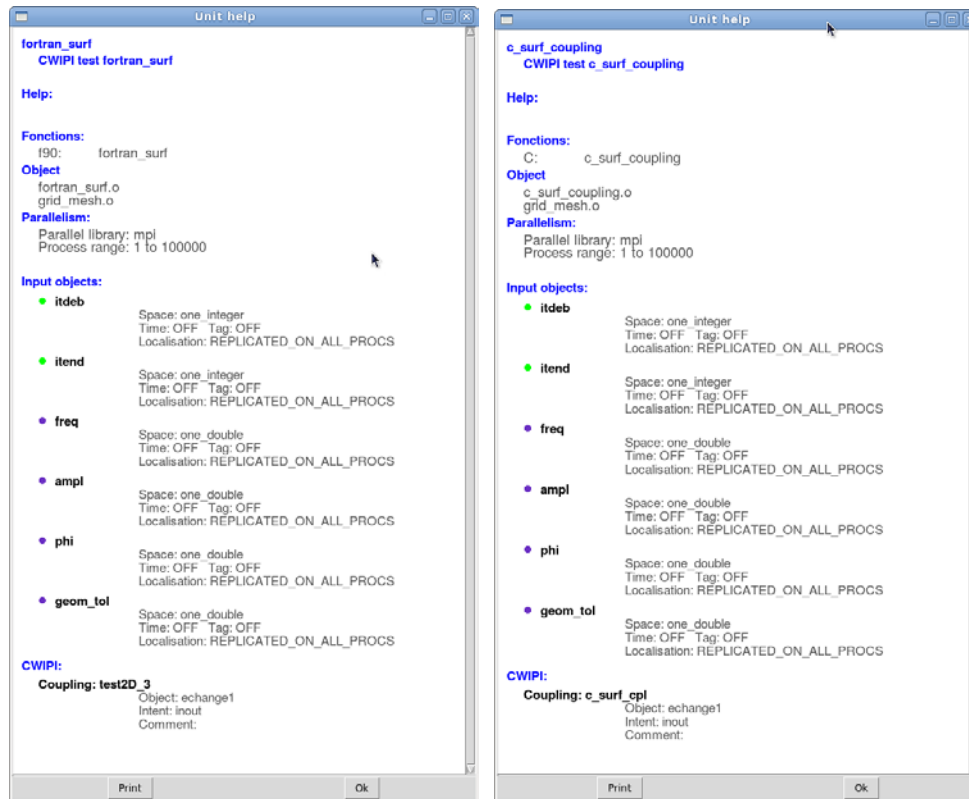 Unit help
fortran_surf
CWIPI test fortran_surf
Help:
Fonctions:
f90: fortran_surf
Object
fortran_surf.o
grid_mesh.o
Parallelism:
Parallel library: mpi
Process range: 1 to 100000
Input objects:
itdeb
Space: one_integer
Time: OFF Tag: OFF
Localisation: REPLICATED_ON_ALL_PROCS
itend
Space: one_integer
Time: OFF Tag: OFF
Localisation: REPLICATED_ON_ALL_PROCS
freq
Space: one_double
Time: OFF Tag: OFF
Localisation: REPLICATED_ON_ALL_PROCS
ampl
Space: one_double
Time: OFF Tag: OFF
Localisation: REPLICATED_ON_ALL_PROCS
phi
Space: one_double
Time: OFF Tag: OFF
Localisation: REPLICATED_ON_ALL_PROCS
geom_tol
Space: one_double
Time: OFF Tag: OFF
Localisation: REPLICATED_ON_ALL_PROCS
CWIPI:
Coupling: test2D_3
Object: echange1
Intent: inout
Comment:
Print Ok
Unit help
c_surf_coupling
CWIPI test c_surf_coupling
Help:
Fonctions:
C: c_surf_coupling
Object
c_surf_coupling.o
grid_mesh.o
Parallelism:
Parallel library: mpi
Process range: 1 to 100000
Input objects:
itdeb
Space: one_integer
Time: OFF Tag: OFF
Localisation: REPLICATED_ON_ALL_PROCS
itend
Space: one_integer
Time: OFF Tag: OFF
Localisation: REPLICATED_ON_ALL_PROCS
freq
Space: one_double
Time: OFF Tag: OFF
Localisation: REPLICATED_ON_ALL_PROCS
ampl
Space: one_double
Time: OFF Tag: OFF
Localisation: REPLICATED_ON_ALL_PROCS
phi
Space: one_double
Time: OFF Tag: OFF
Localisation: REPLICATED_ON_ALL_PROCS
geom_tol
Space: one_double
Time: OFF Tag: OFF
Localisation: REPLICATED_ON_ALL_PROCS
CWIPI:
Coupling: c_surf_cpl
Object: echange1
Intent: inout
Comment:
Print Ok